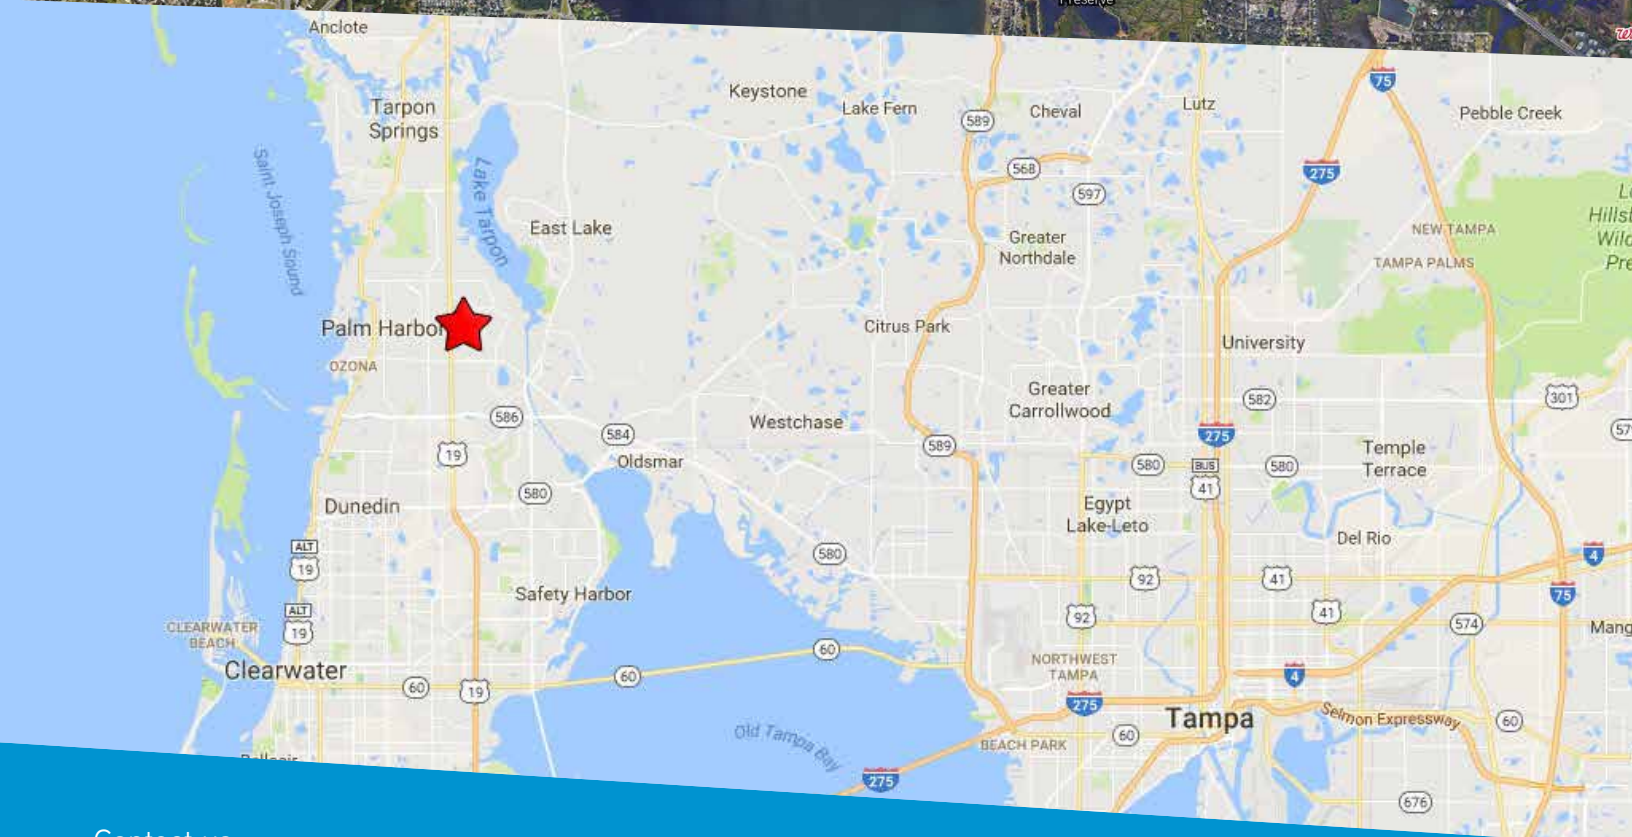 Preserve
Anclote
75
Keystone
Lutz
Tarpon
Springs
Lake Fern
589
Cheval
Pebble Creek
568
275
597
Saint Joseph Sound
Lake Tarpon
East Lake
Greater
Northdale
NEW TAMPA
TAMPA PALMS
Palm Harbor
Citrus Park
University
OZONA
Greater
Carrollwood
582
301
586
584
Westchase
589
275
19
Oldsmar
580
BUS
41
580
Temple
Terrace
580
Dunedin
Egypt
Lake-Leto
Del Rio
ALT
19
580
4
92
41
75
Safety Harbor
ALT
19
92
41
574
CLEARWATER
BEACH
Clearwater
60
60
60
19
NORTHWEST
TAMPA
4
275
Tampa
Selmon Expressway
60
Old Tampa Bay
BEACH PARK
60
275
676
Contact us